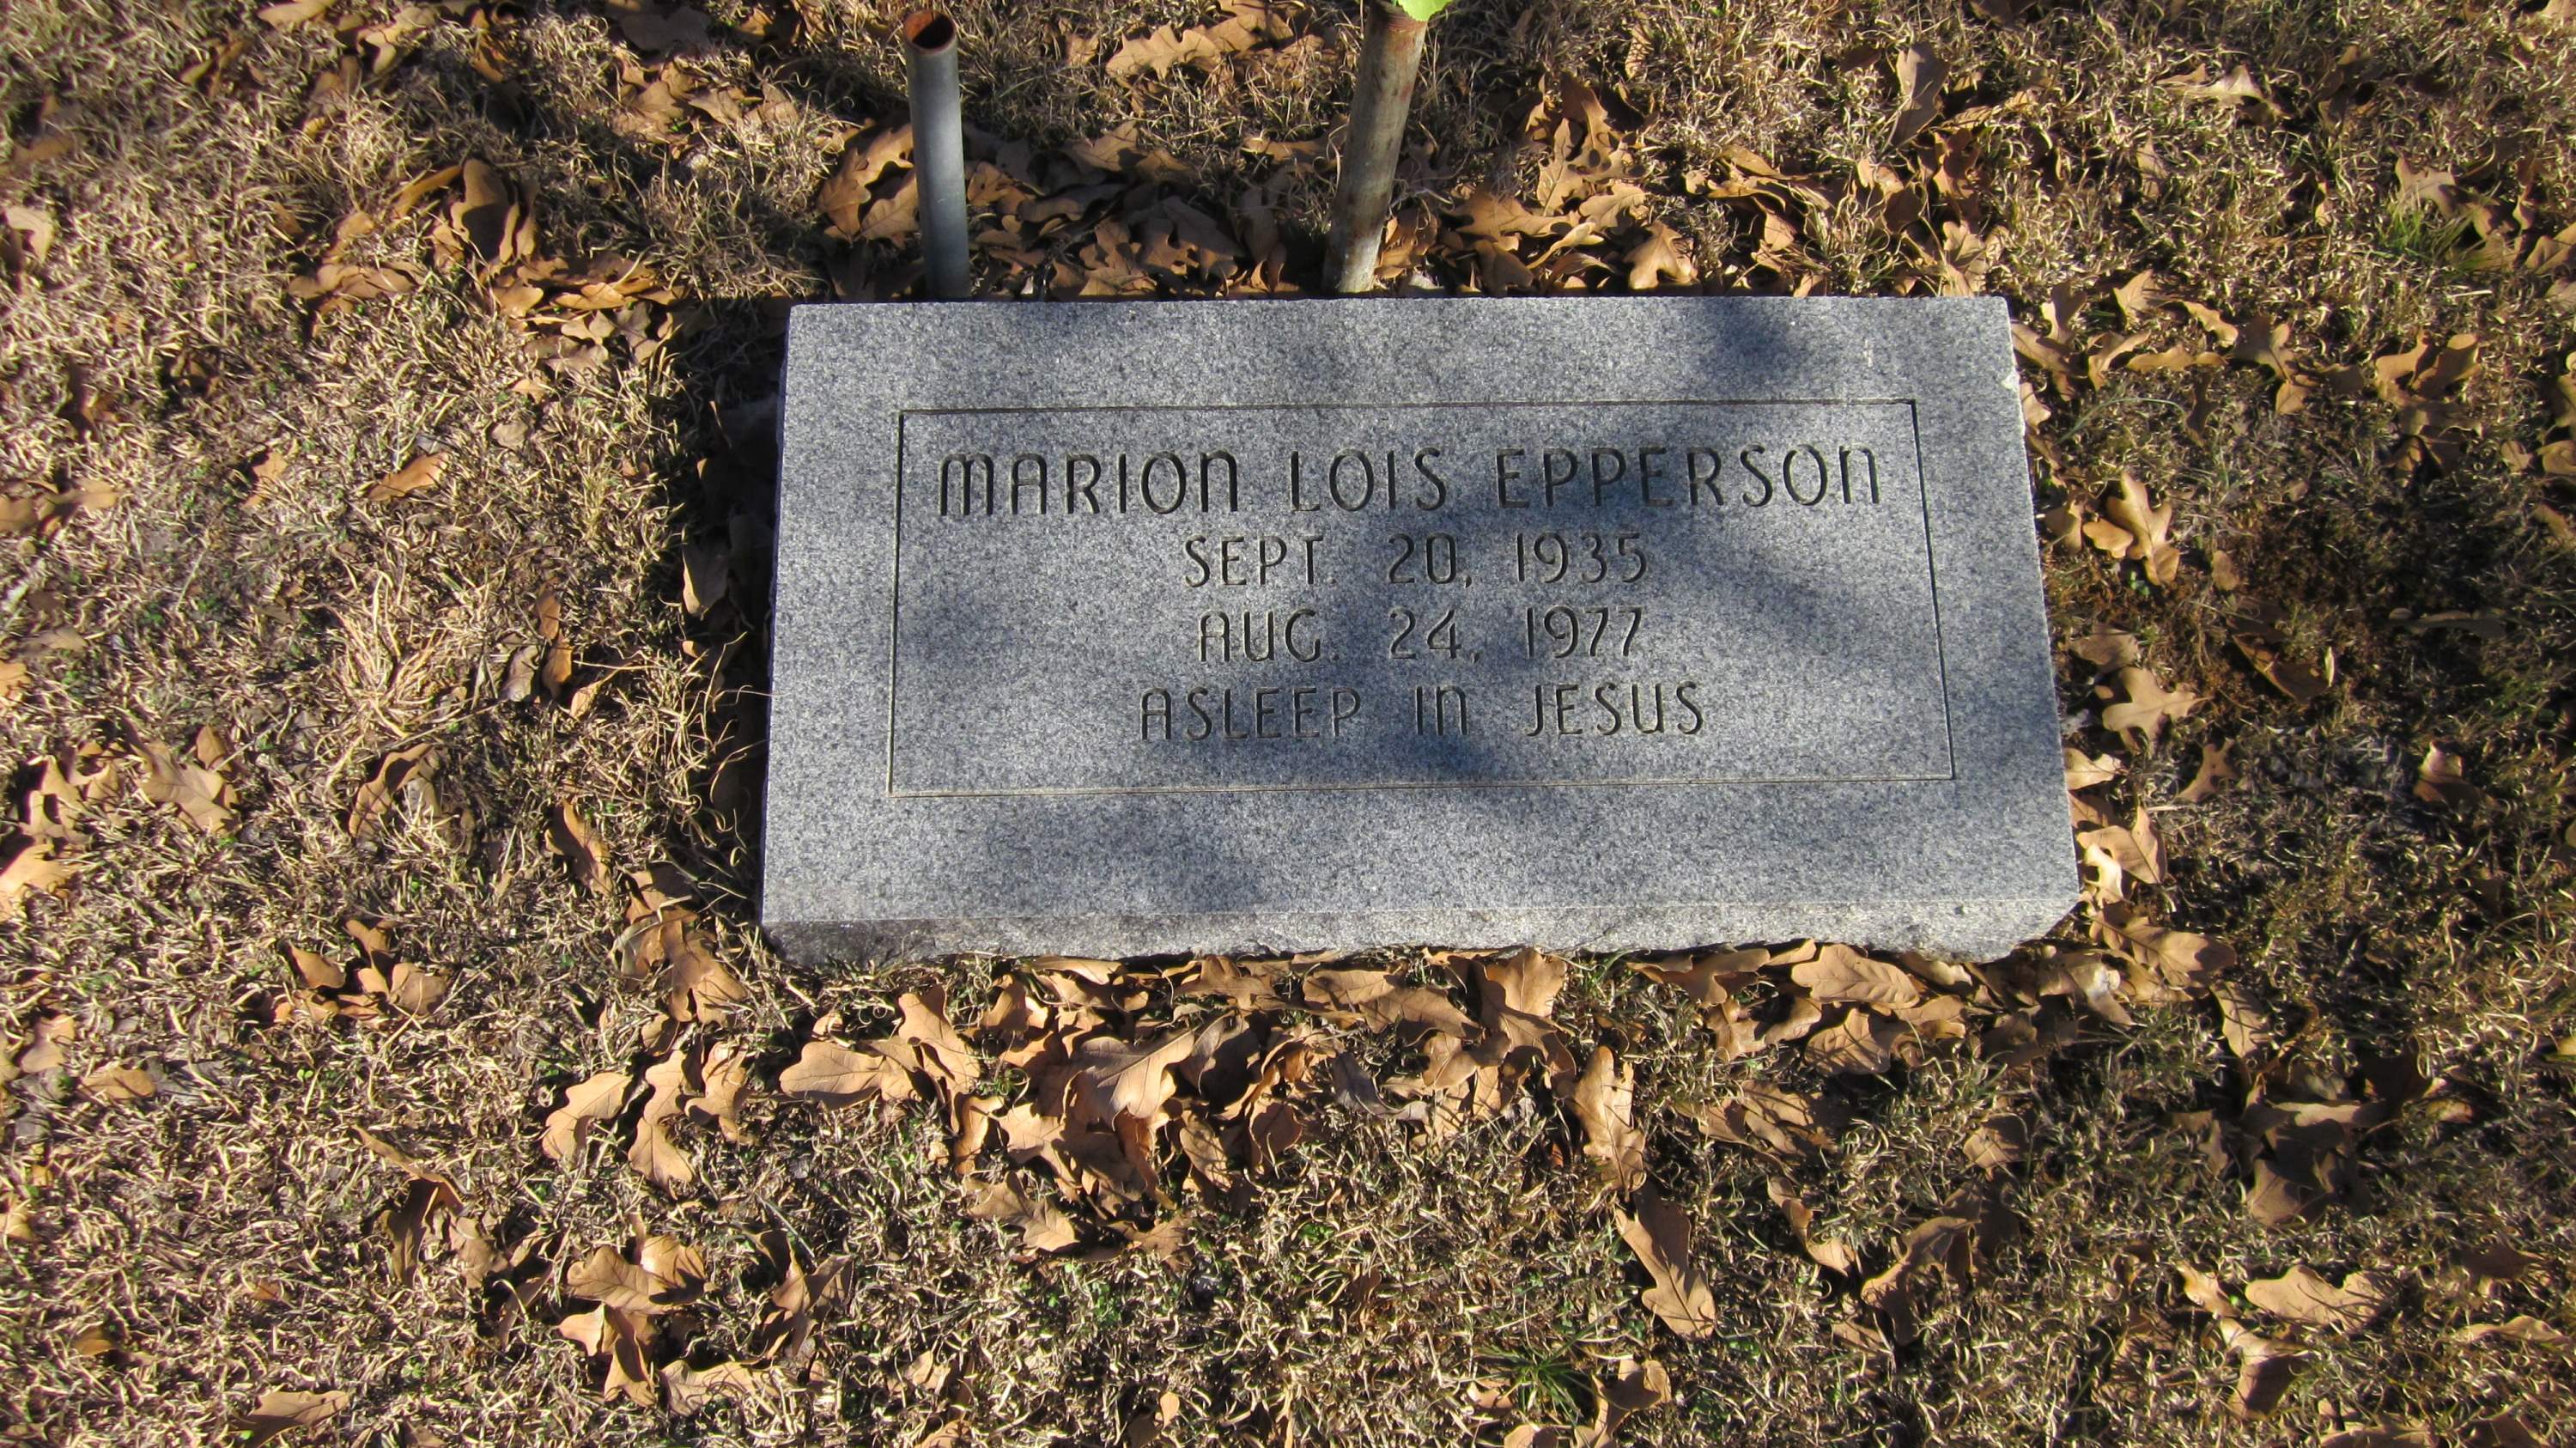 MARION LOIS EPPERSON
SEPT. 20, 1935
AUG. 24, 1977
ASLEEP IN JESUS